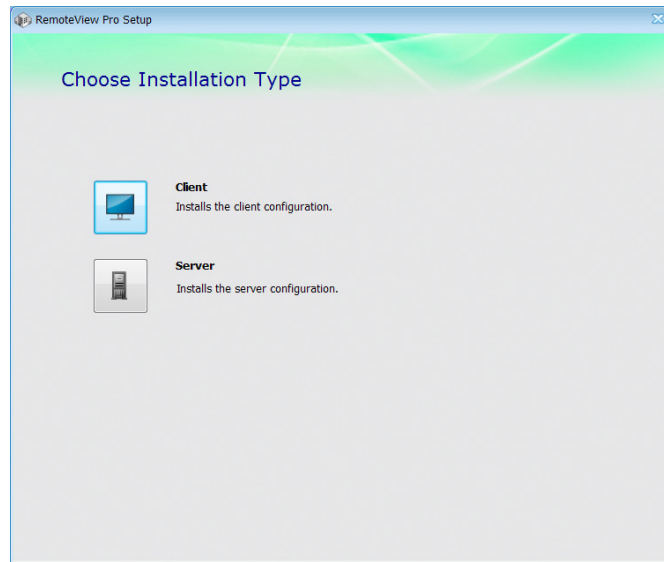 RemoteView Pro Setup
Choose Installation Type
Client
Installs the client configuration.
Server
Installs the server configuration.